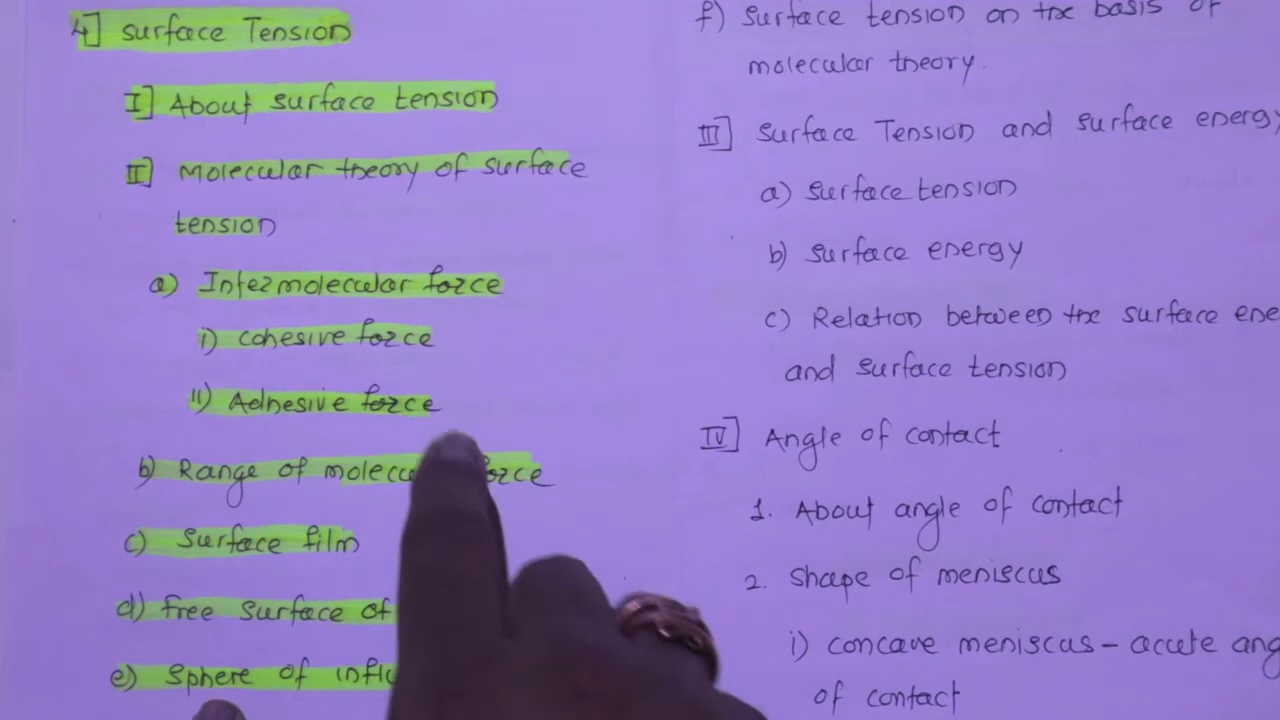 4] Surface Tension
I] About surface tension
II] Molecular theory of surface
tension
a) Intermolecular force
i) Cohesive force
ii) Adhesive force
b) Range of force
c) Surface film
d) free surface of
e) Sphere of
f) Surface tension on the basis of
molecular theory.
III] Surface Tension and surface energy
a) Surface tension
b) Surface energy
c) Relation between the surface
and surface tension
IV] Angle of contact
1. About angle of contact
2. Shape of meniscus
i) concave meniscus - accute
of contact